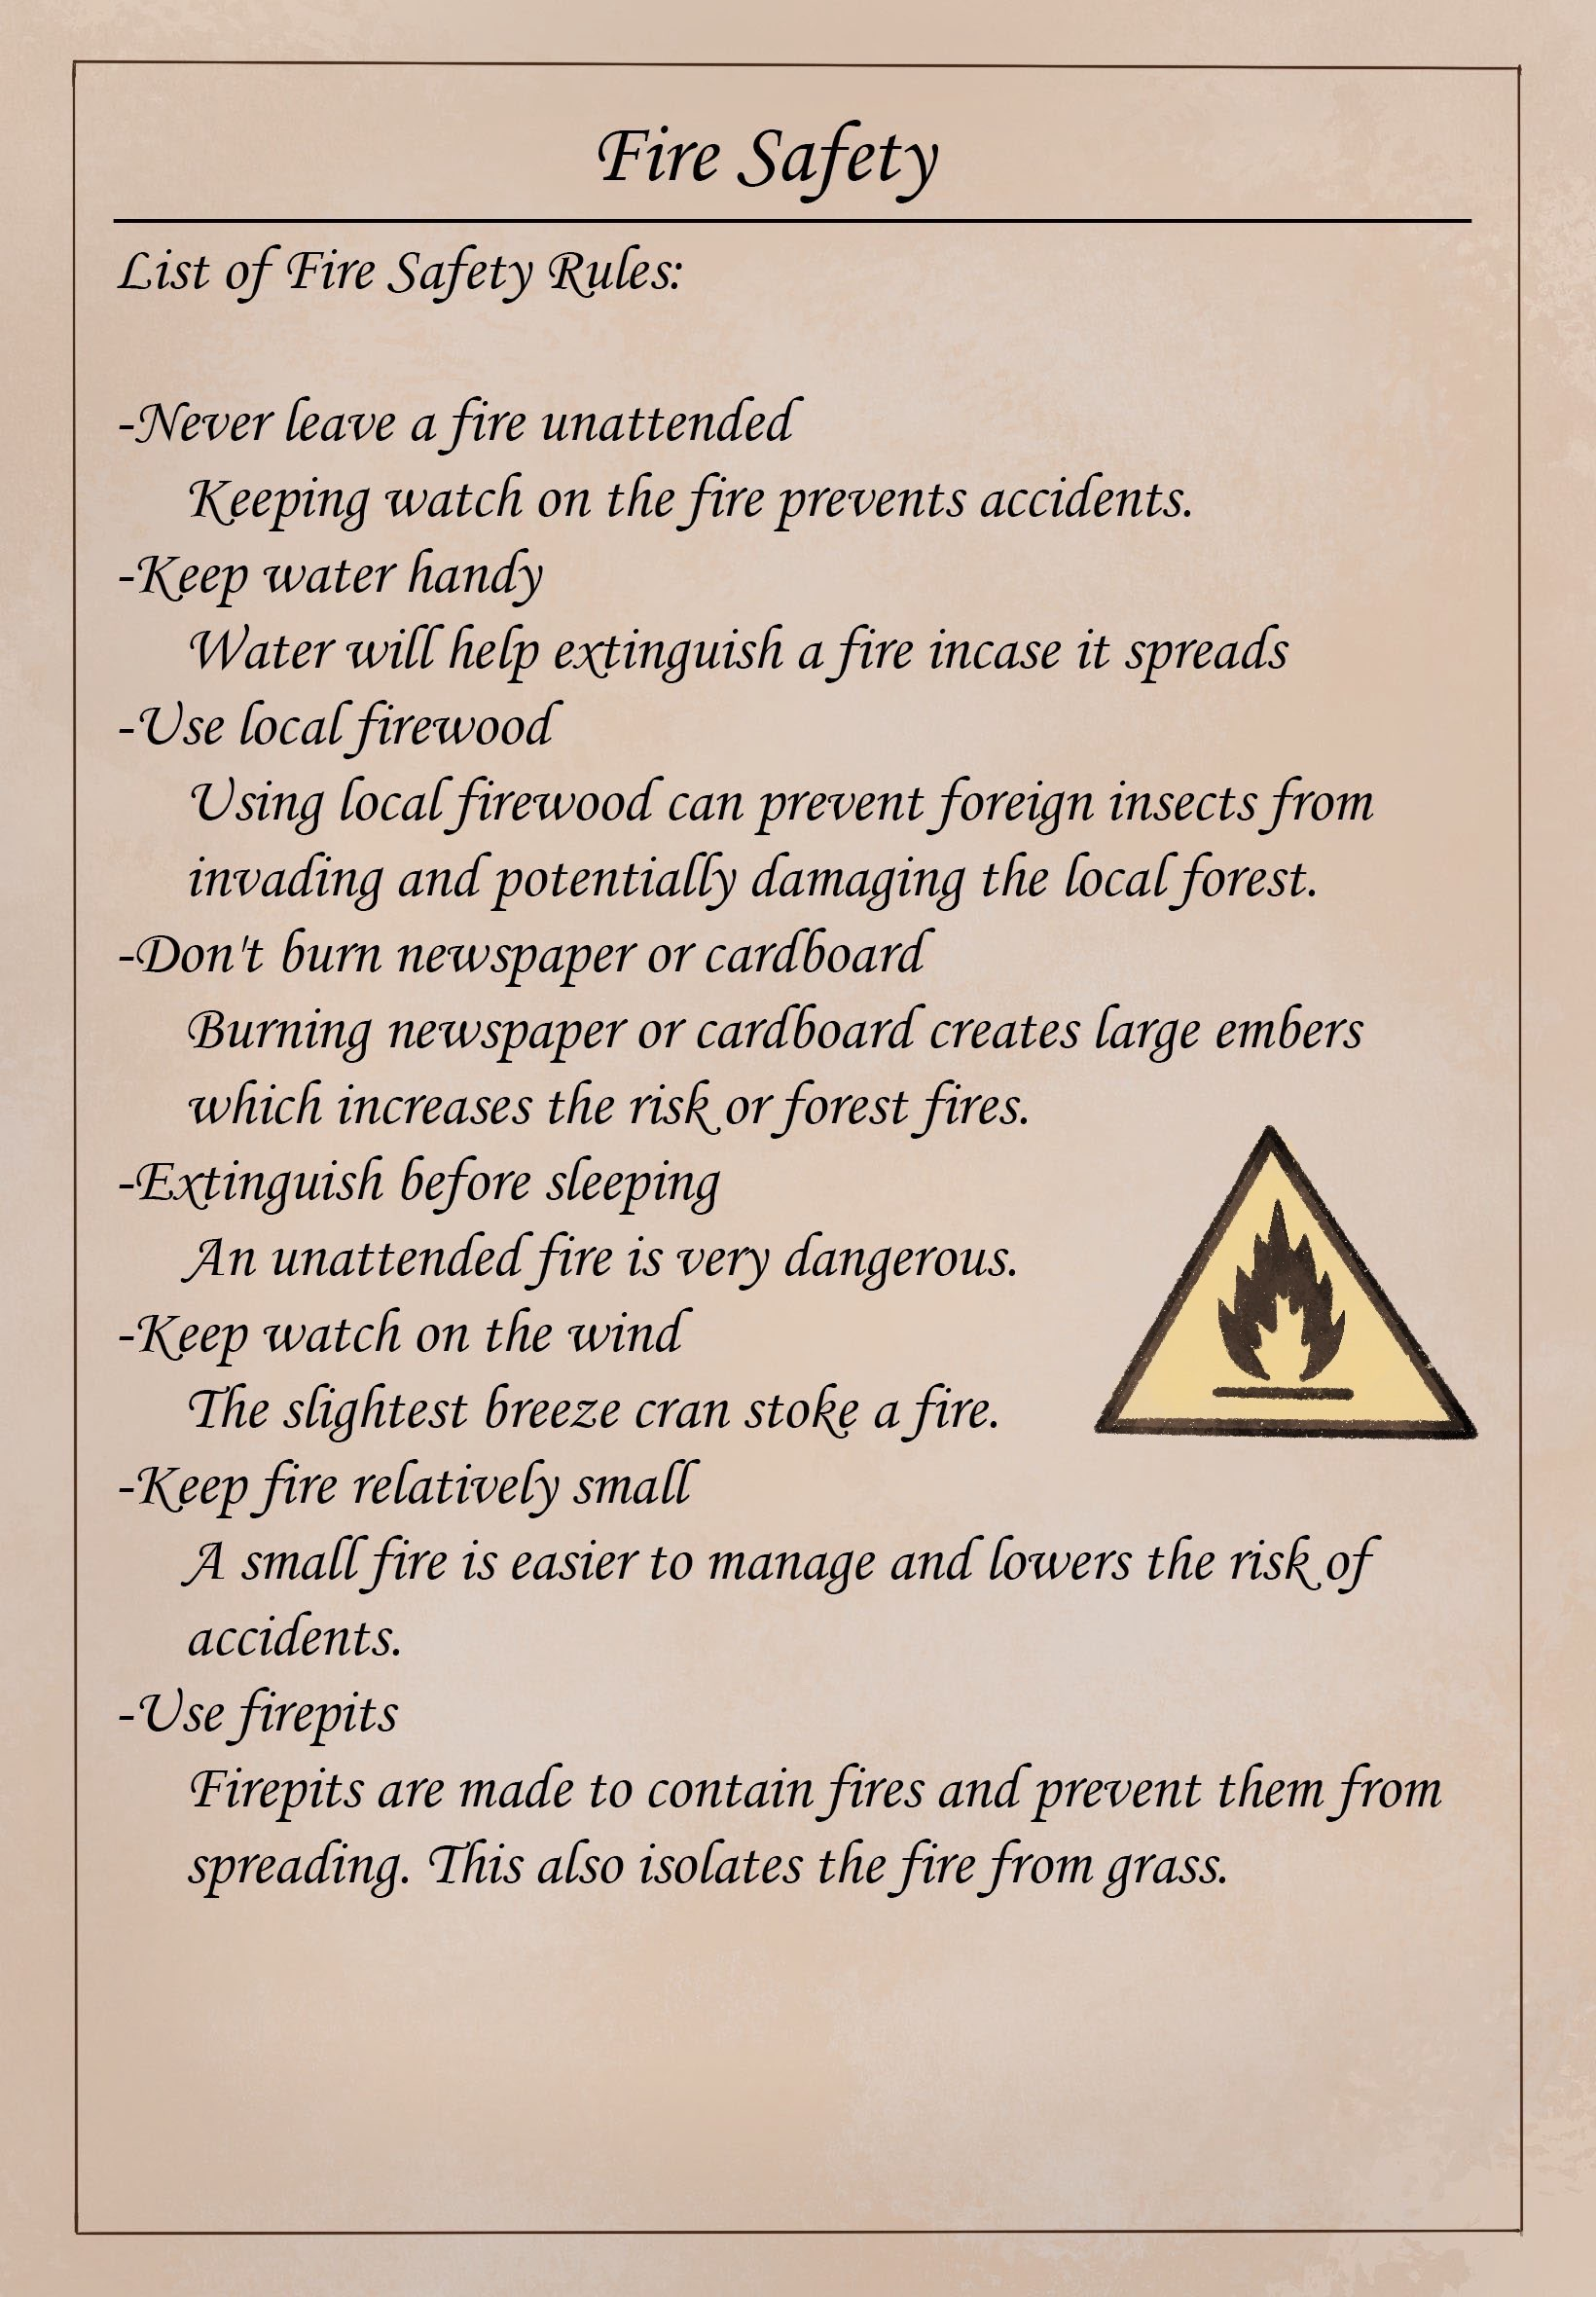 Fire Safety
List of Fire Safety Rules:
-Never leave a fire unattended
Keeping watch on the fire prevents accidents.
-Keep water handy
Water will help extinguish a fire incase it spreads
-Use local firewood
Using local firewood can prevent foreign insects from
invading and potentially damaging the local forest.
-Don't burn newspaper or cardboard
Burning newspaper or cardboard creates large embers
which increases the risk or forest fires.
-Extinguish before sleeping
An unattended fire is very dangerous.
-Keep watch on the wind
The slightest breeze cran stoke a fire.
-Keep fire relatively small
A small fire is easier to manage and lowers the risk of
accidents.
-Use firepits
Firepits are made to contain fires and prevent them from
spreading. This also isolates the fire from grass.